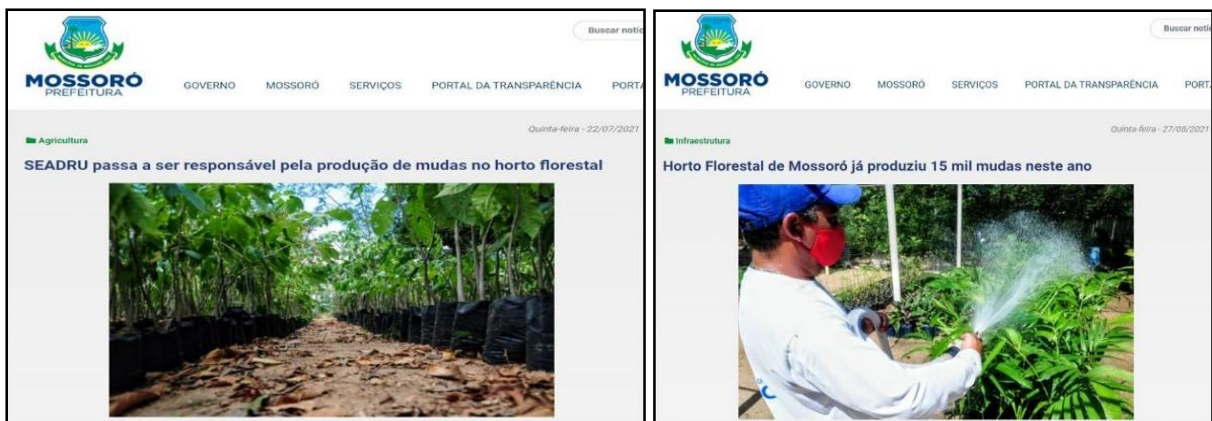 Buscar notíc
MOSSORÓ
PREFEITURA
GOVERNO MOSSORÓ SERVIÇOS PORTAL DA TRANSPARÊNCIA PORTA
Quinta-feira - 22/07/2021
Agricultura
SEADRU passa a ser responsável pela produção de mudas no horto florestal
Buscar notíc
MOSSORÓ
PREFEITURA
GOVERNO MOSSORÓ SERVIÇOS PORTAL DA TRANSPARÊNCIA PORT
Quinta-feira - 27/05/2021
Infraestrutura
Horto Florestal de Mossoró já produziu 15 mil mudas neste ano